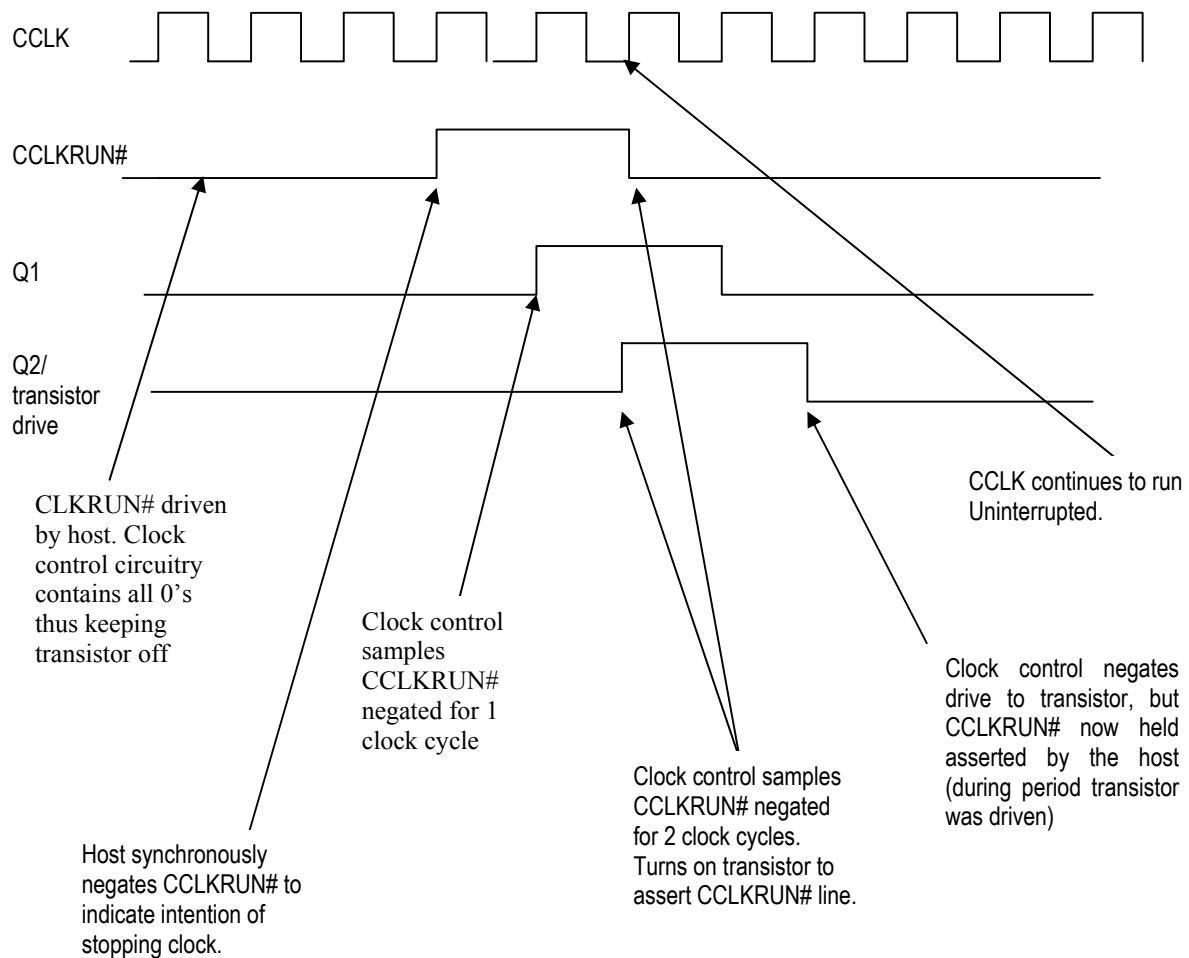 CCLK
CCLKRUN#
Q1
Q2/
transistor
drive
CLKRUN# driven
by host. Clock
control circuitry
contains all 0’s
thus keeping
transistor off
Host synchronously
negates CCLKRUN# to
indicate intention of
stopping clock.
Clock control
samples
CCLKRUN#
negated for 1
clock cycle
Clock control samples
CCLKRUN# negated
for 2 clock cycles.
Turns on transistor to
assert CCLKRUN# line.
CCLK continues to run
Uninterrupted.
Clock control negates
drive to transistor, but
CCLKRUN# now held
asserted by the host
(during period transistor
was driven)